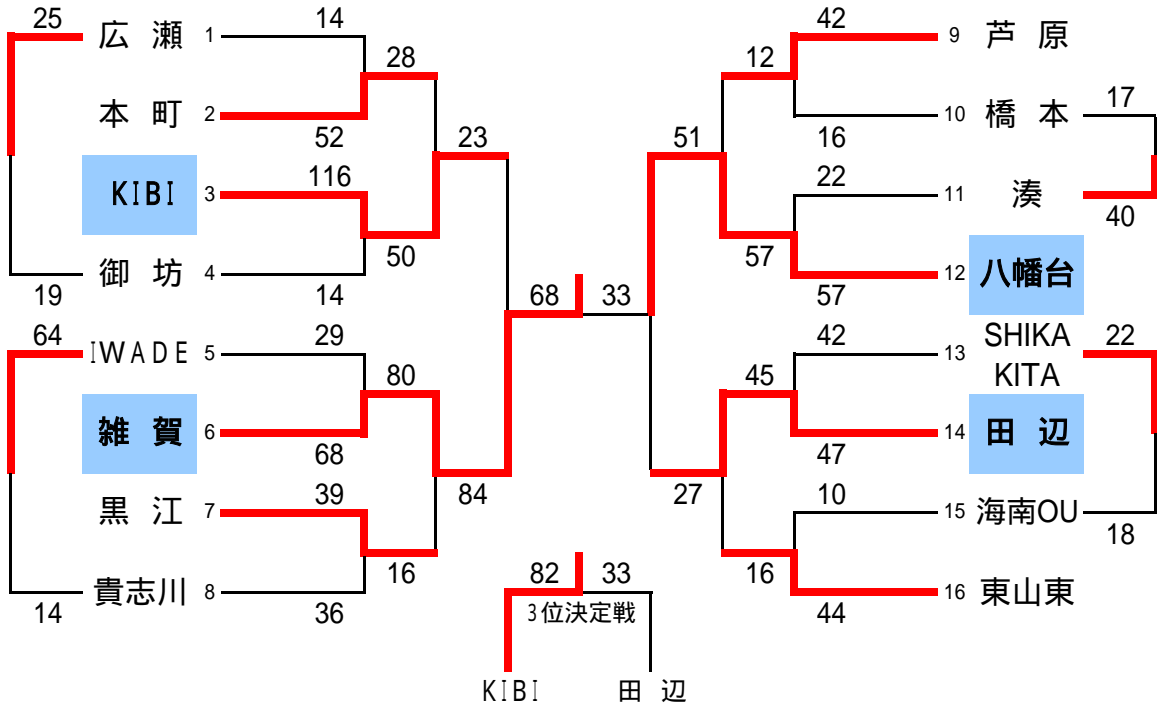 25 14 42
広瀬 1 9 芦原
28 12
本町 2 10 橋本 17
52 23 51 16
116 22
KIBI 3 11 湊
50 57 40
御坊 4 12 八幡台
19 14 68 33 57
64 29 42 SHIKA 22
IWADE 5 13 KITA
80 45
雑賀 6 14 田辺
68 47
39 84 27 10
黒江 7 15 海南OU
18
16 82 33 16
貴志川 8 16 東山東
14 36 3位決定戦 44
KIBI 田辺